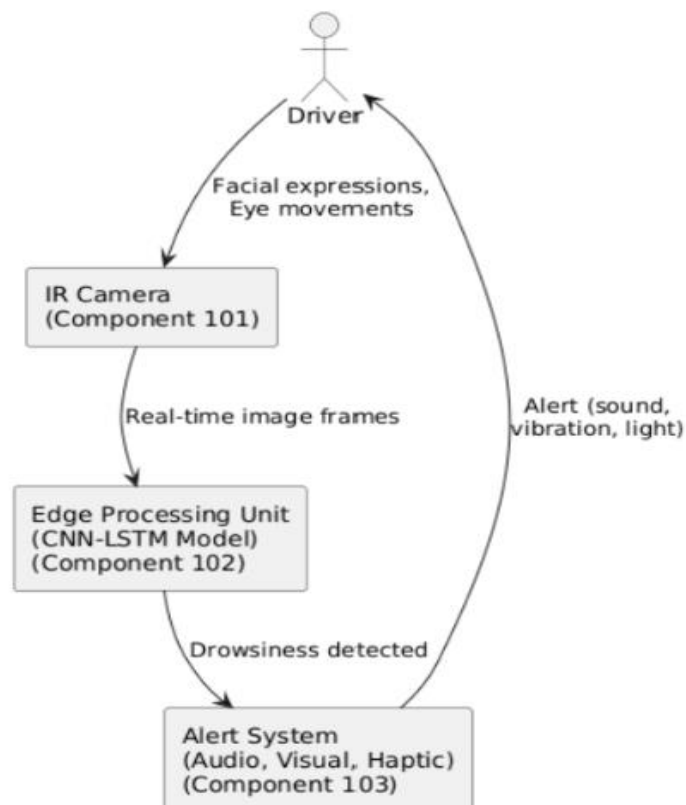 Driver
Facial expressions,
Eye movements
IR Camera
(Component 101)
Real-time image frames
Alert (sound,
vibration, light)
Edge Processing Unit
(CNN-LSTM Model)
(Component 102)
Drowsiness detected
Alert System
(Audio, Visual, Haptic)
(Component 103)